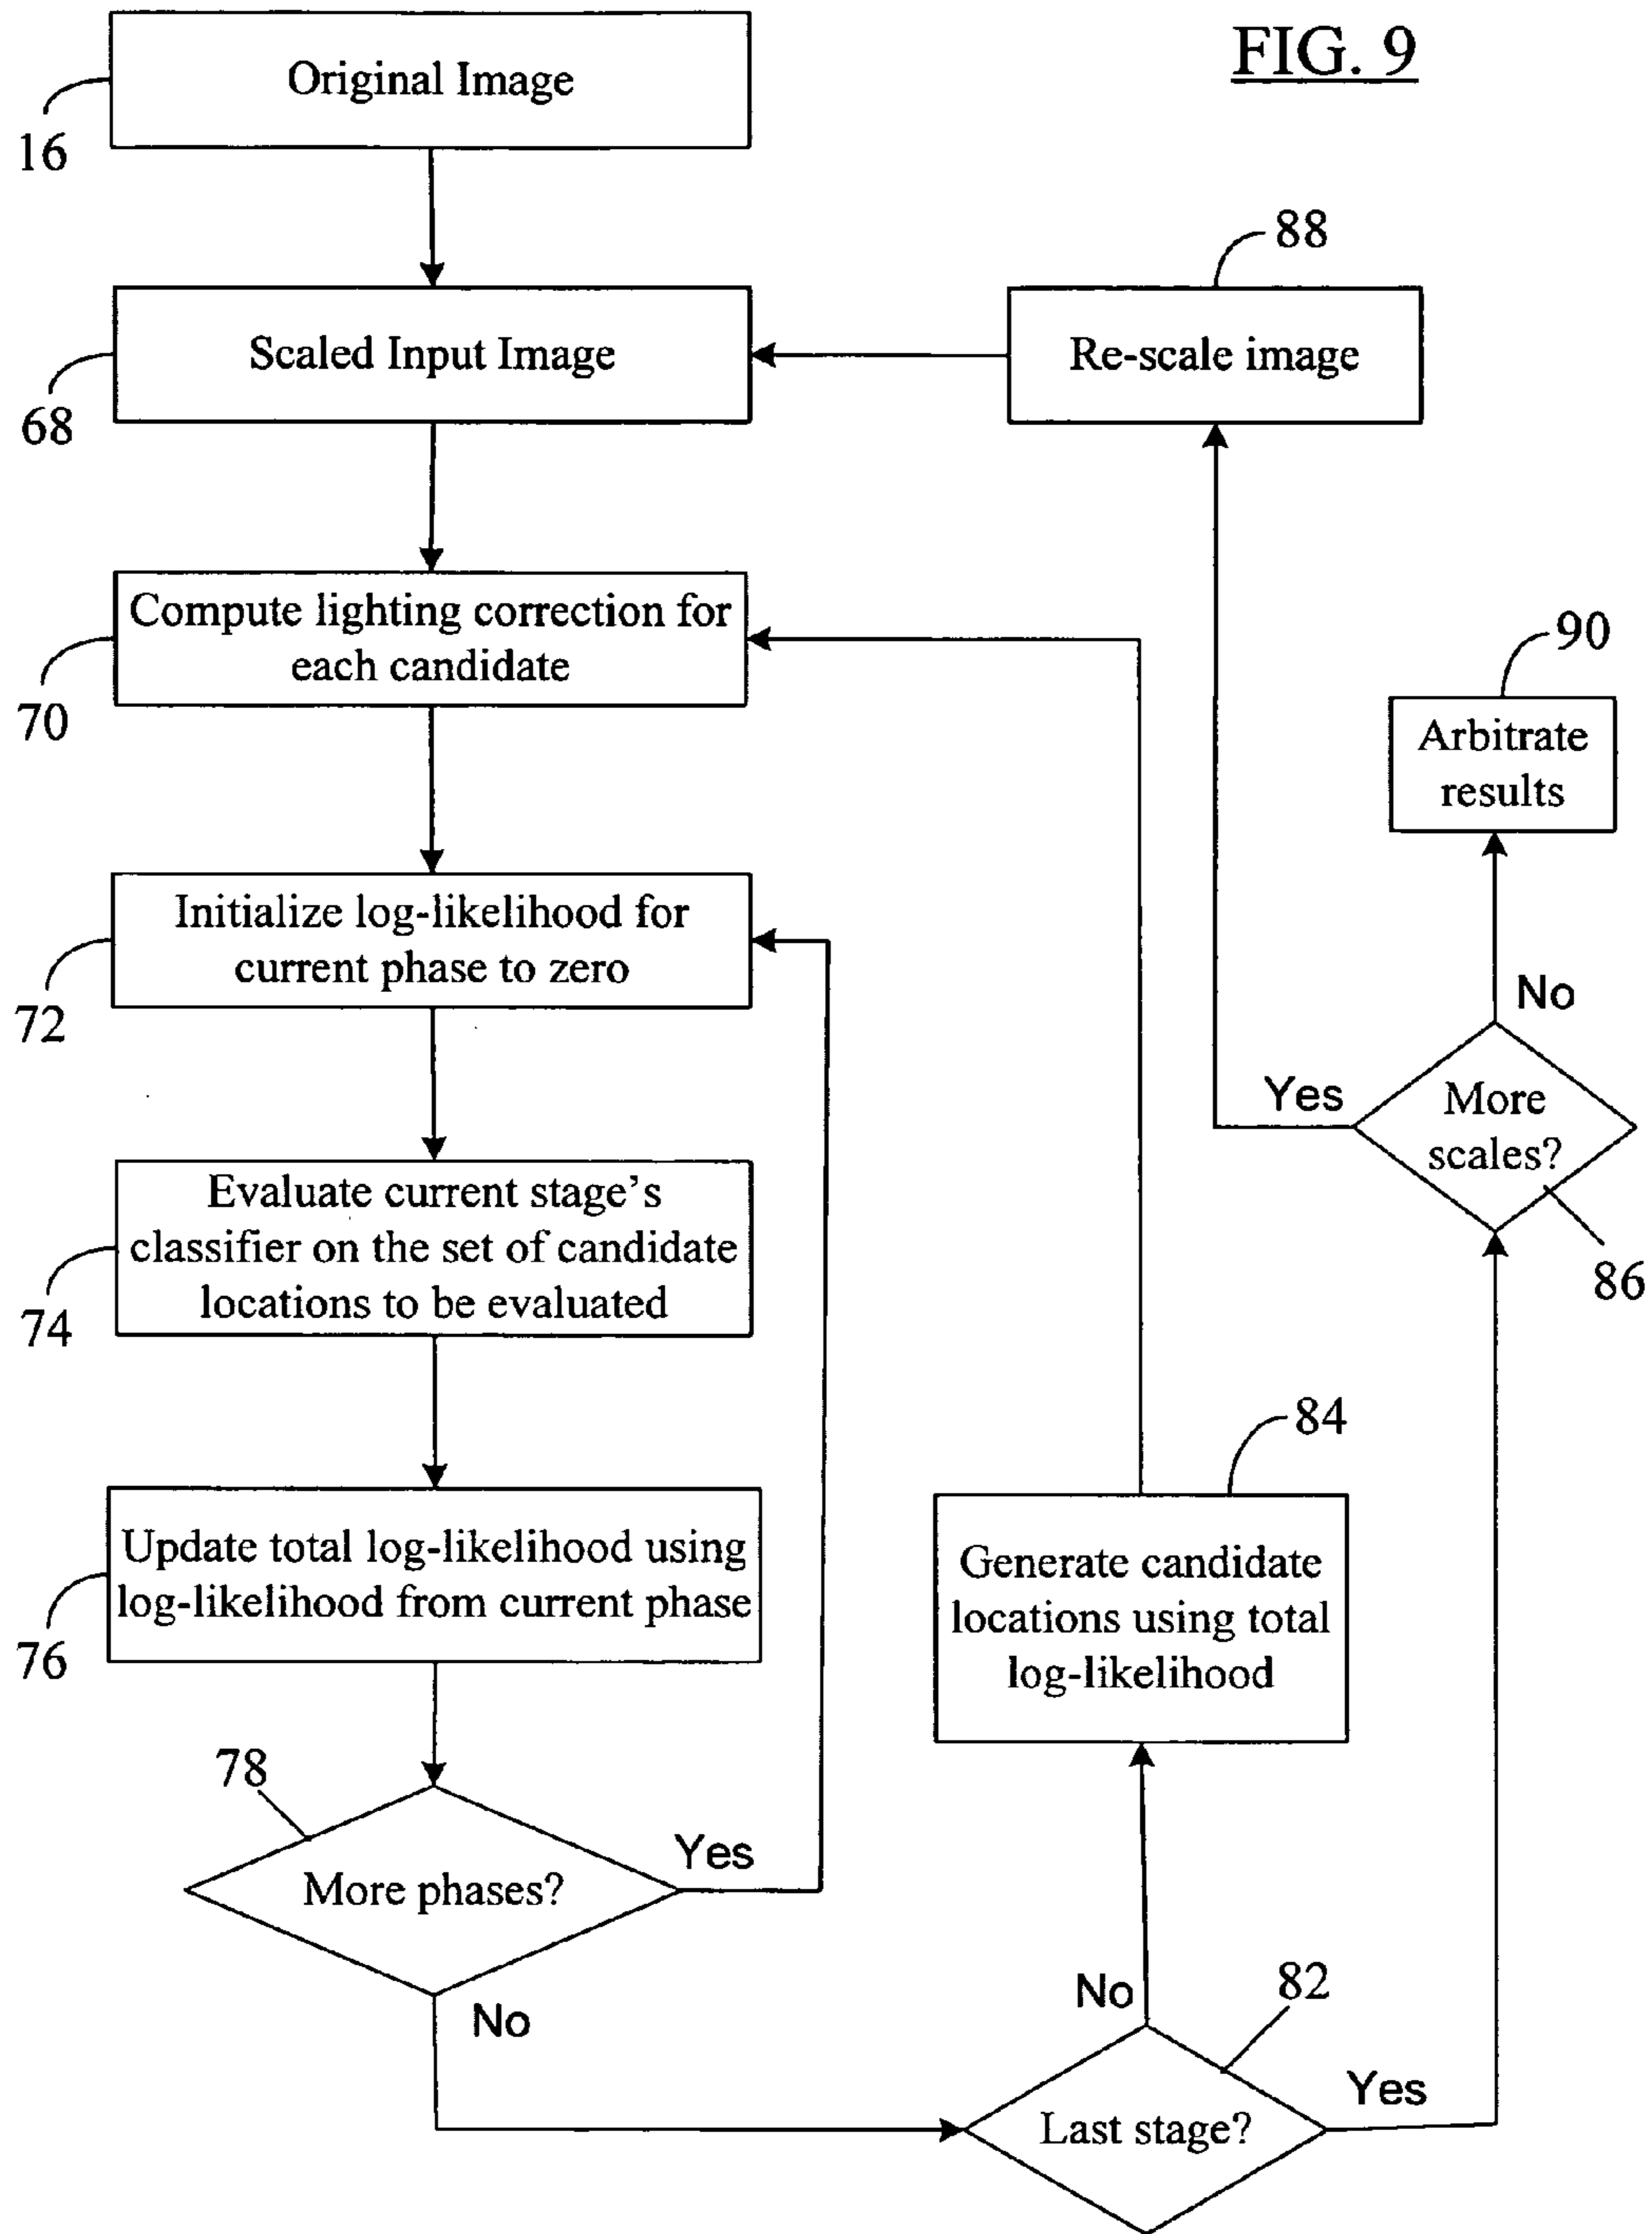 FIG. 9
Original Image
16
88
Scaled Input Image
Re-scale image
68
Compute lighting correction for
each candidate
70
90
Arbitrate
results
Initialize log-likelihood for
current phase to zero
72
No
Yes
More
scales?
86
Evaluate current stage's
classifier on the set of candidate
locations to be evaluated
74
84
Update total log-likelihood using
log-likelihood from current phase
76
Generate candidate
locations using total
log-likelihood
78
Yes
More phases?
No
No
82
Yes
Last stage?